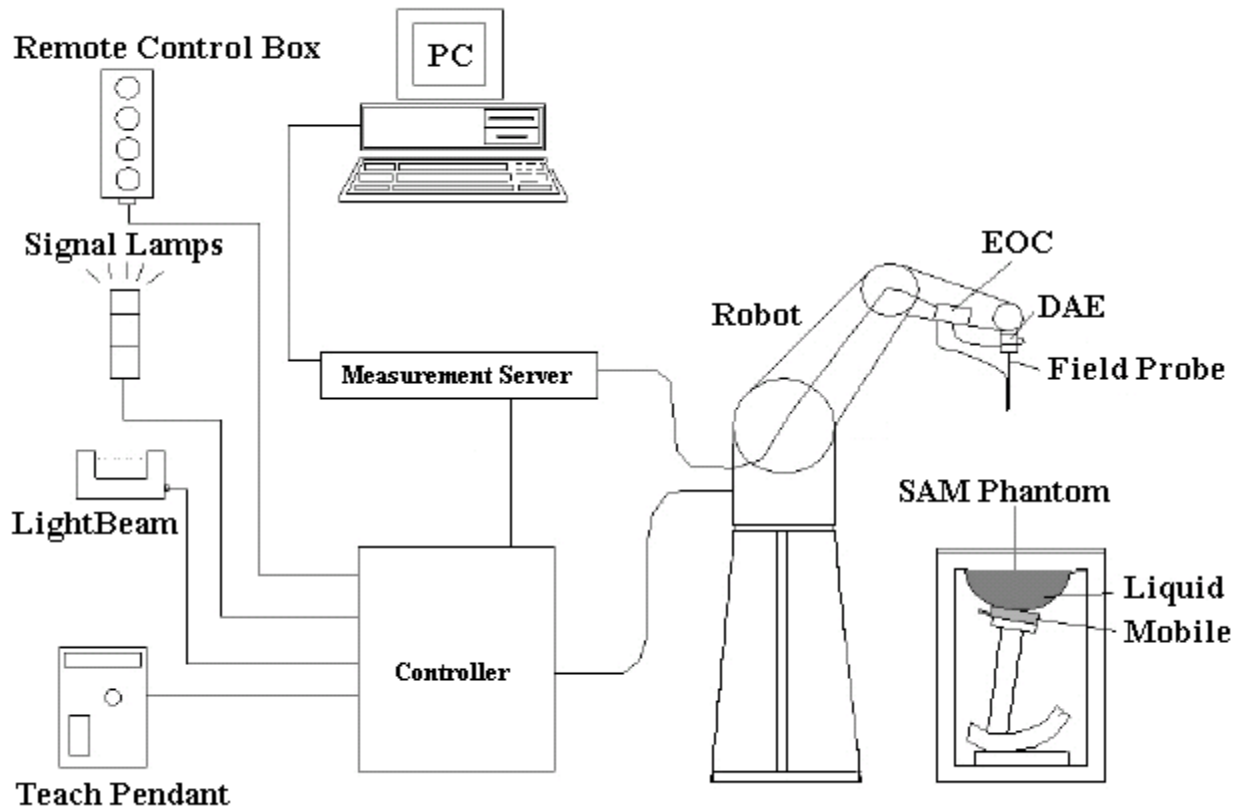 Remote Control Box
PC
Signal Lamps
EOC
DAE
Robot
Field Probe
Measurement Server
LightBeam
SAM Phantom
Liquid
Mobile
Controller
Teach Pendant